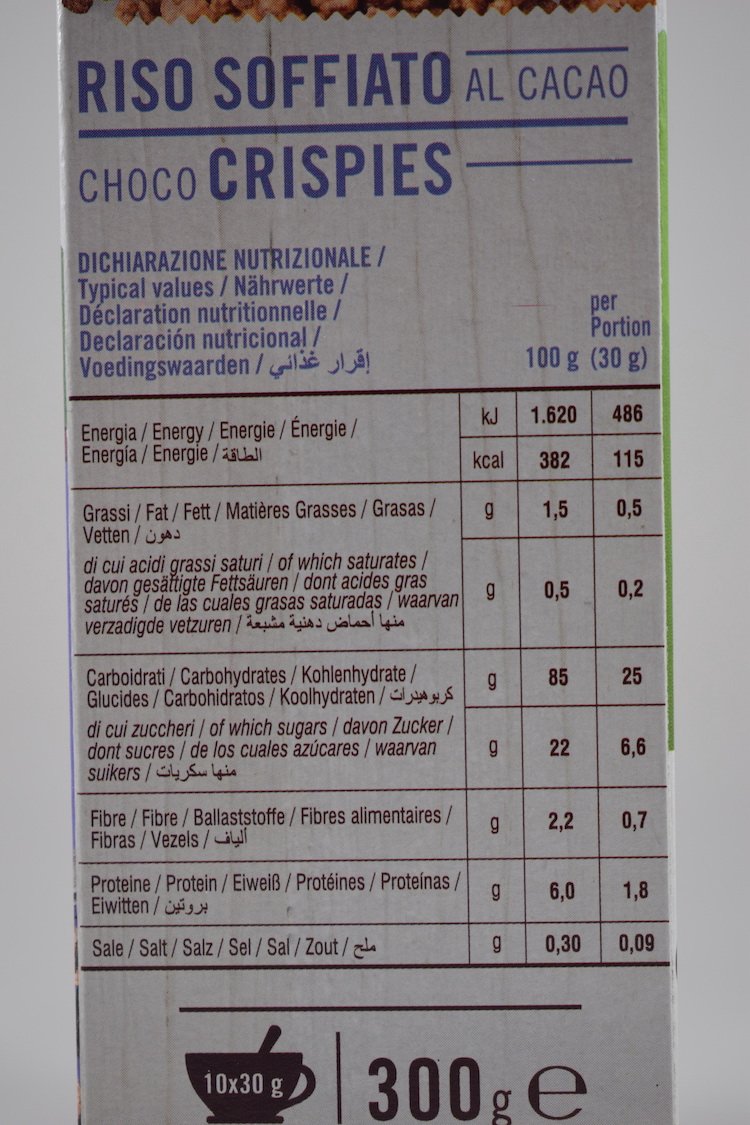 RISO SOFFIATO AL CACAO
CHOCO CRISPIES
DICHIARAZIONE NUTRIZIONALE /
Typical values / Nährwerte /
Déclaration nutritionnelle /
Declaración nutricional /
Voedingswaarden / إقرار غذائي
per
Portion
100 g (30 g)
Energia / Energy / Energie / Énergie /
Energía / Energie / الطاقة
kJ 1.620 486
kcal 382 115
Grassi / Fat / Fett / Matières Grasses / Grasas /
Vetten / دهون
g 1,5 0,5
di cui acidi grassi saturi / of which saturates /
davon gesättigte Fettsäuren / dont acides gras
saturés / de las cuales grasas saturadas / waarvan
verzadigde vetzuren / منها أحماض دهنية مشبعة
g 0,5 0,2
Carboidrati / Carbohydrates / Kohlenhydrate /
Glucides / Carbohidratos / Koolhydraten / كربوهيدرات
g 85 25
di cui zuccheri / of which sugars / davon Zucker /
dont sucres / de los cuales azúcares / waarvan
suikers / منها سكريات
g 22 6,6
Fibre / Fibre / Ballaststoffe / Fibres alimentaires /
Fibras / Vezels / ألياف
g 2,2 0,7
Proteine / Protein / Eiweiß / Protéines / Proteínas /
Eiwitten / بروتين
g 6,0 1,8
Sale / Salt / Salz / Sel / Sal / Zout / ملح
g 0,30 0,09
10x30 g
300 g e